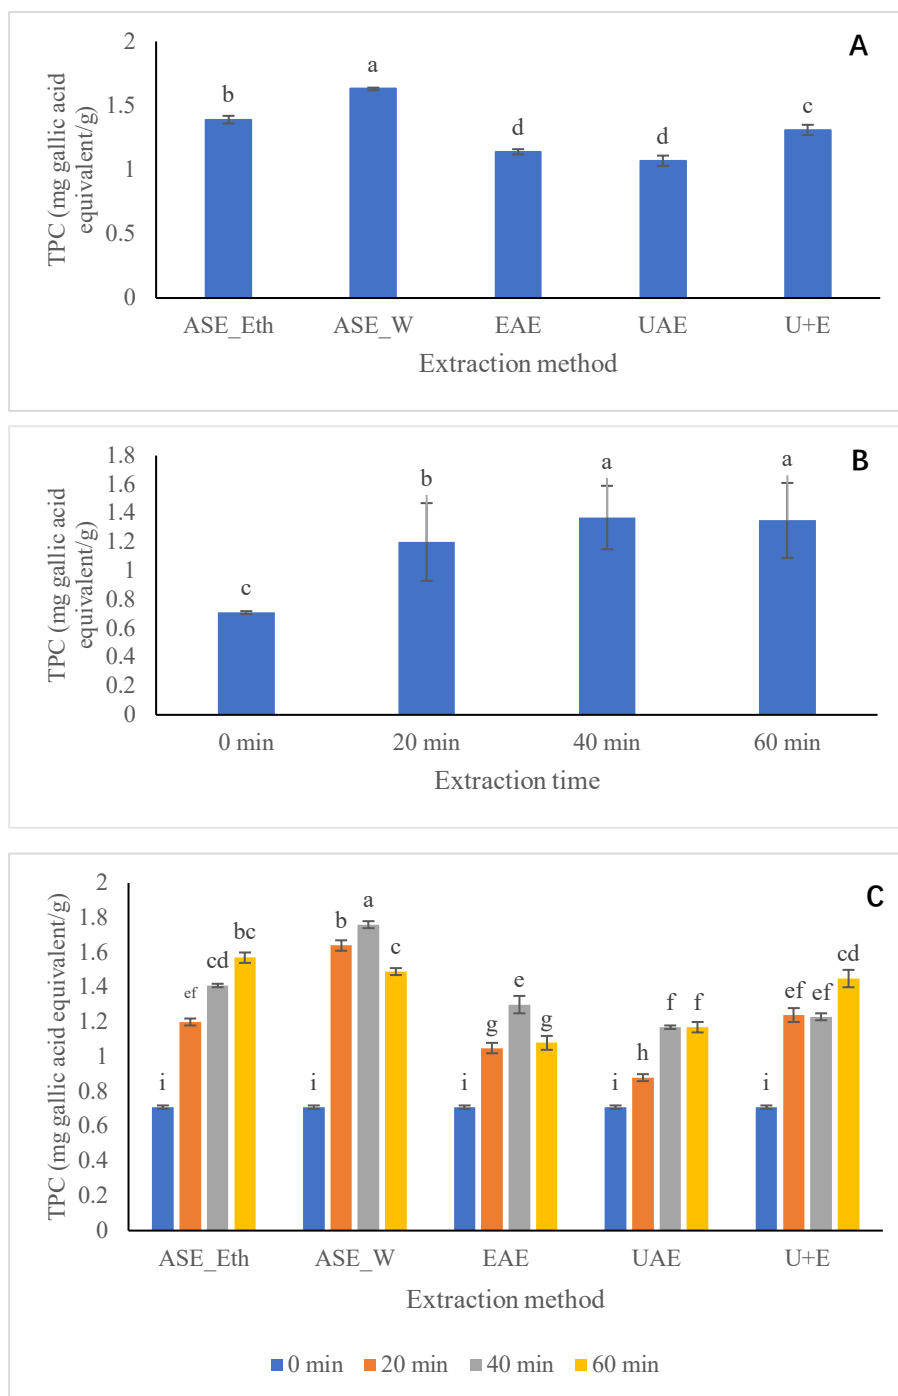 A
TPC (mg gallic acid
equivalent/g)
2
1.5
1
0.5
0
b
a
d
d
c
ASE_Eth
ASE_W
EAE
UAE
U+E
Extraction method
B
TPC (mg gallic acid
equivalent/g)
1.8
1.6
1.4
1.2
1
0.8
0.6
0.4
0.2
0
c
b
a
a
0 min
20 min
40 min
60 min
Extraction time
C
TPC (mg gallic acid equivalent/g)
2
1.8
1.6
1.4
1.2
1
0.8
0.6
0.4
0.2
0
i
ef
cd
bc
i
b
a
c
i
g
e
g
i
h
f
f
i
ef
ef
cd
ASE_Eth
ASE_W
EAE
UAE
U+E
Extraction method
0 min
20 min
40 min
60 min